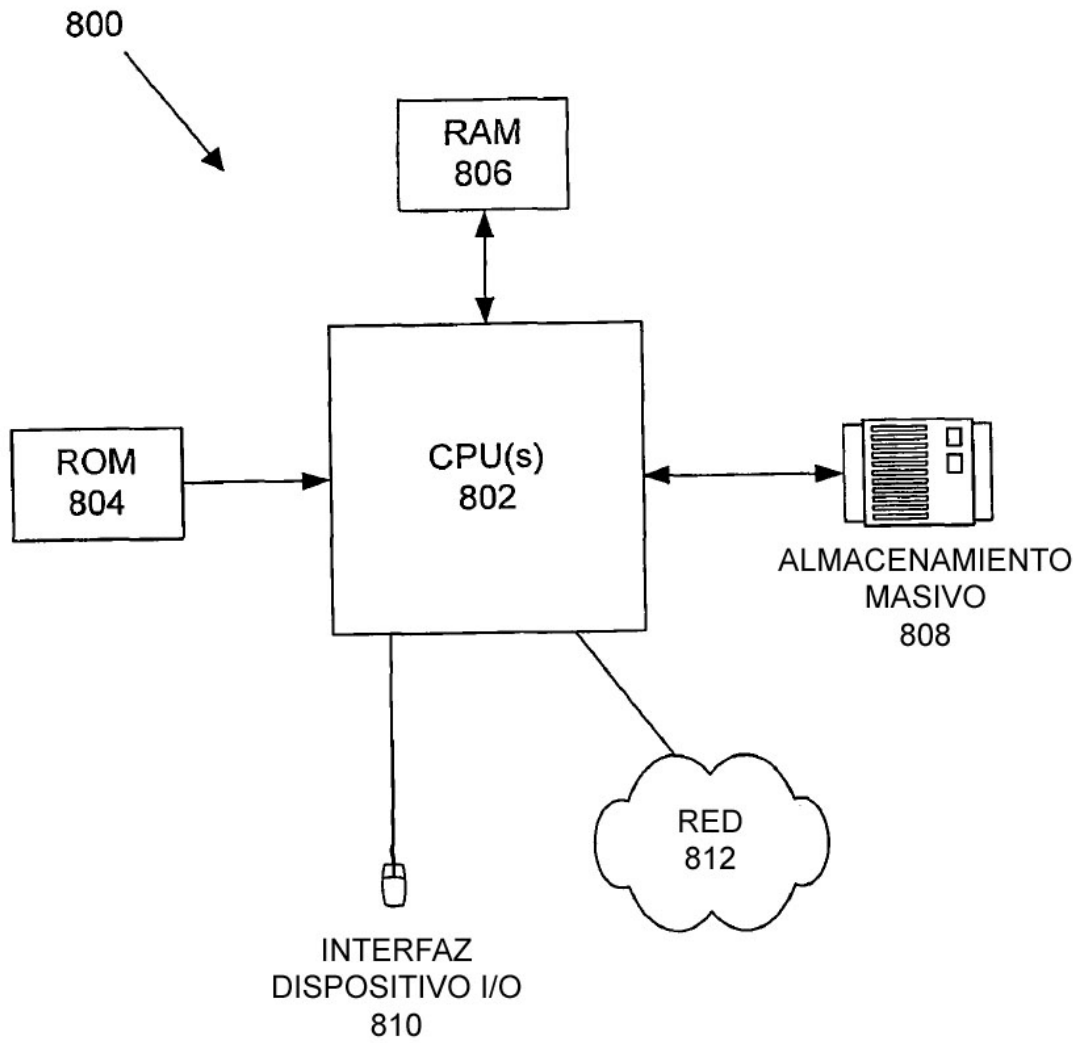 800
RAM
806
ROM
804
CPU(s)
802
ALMACENAMIENTO
MASIVO
808
RED
812
INTERFAZ
DISPOSITIVO I/O
810